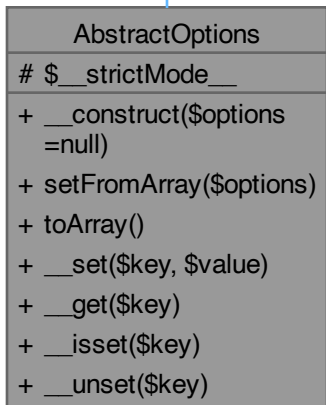 AbstractOptions
# $__strictMode__
+ __construct($options
=null)
+ setFromArray($options)
+ toArray()
+ __set($key, $value)
+ __get($key)
+ __isset($key)
+ __unset($key)